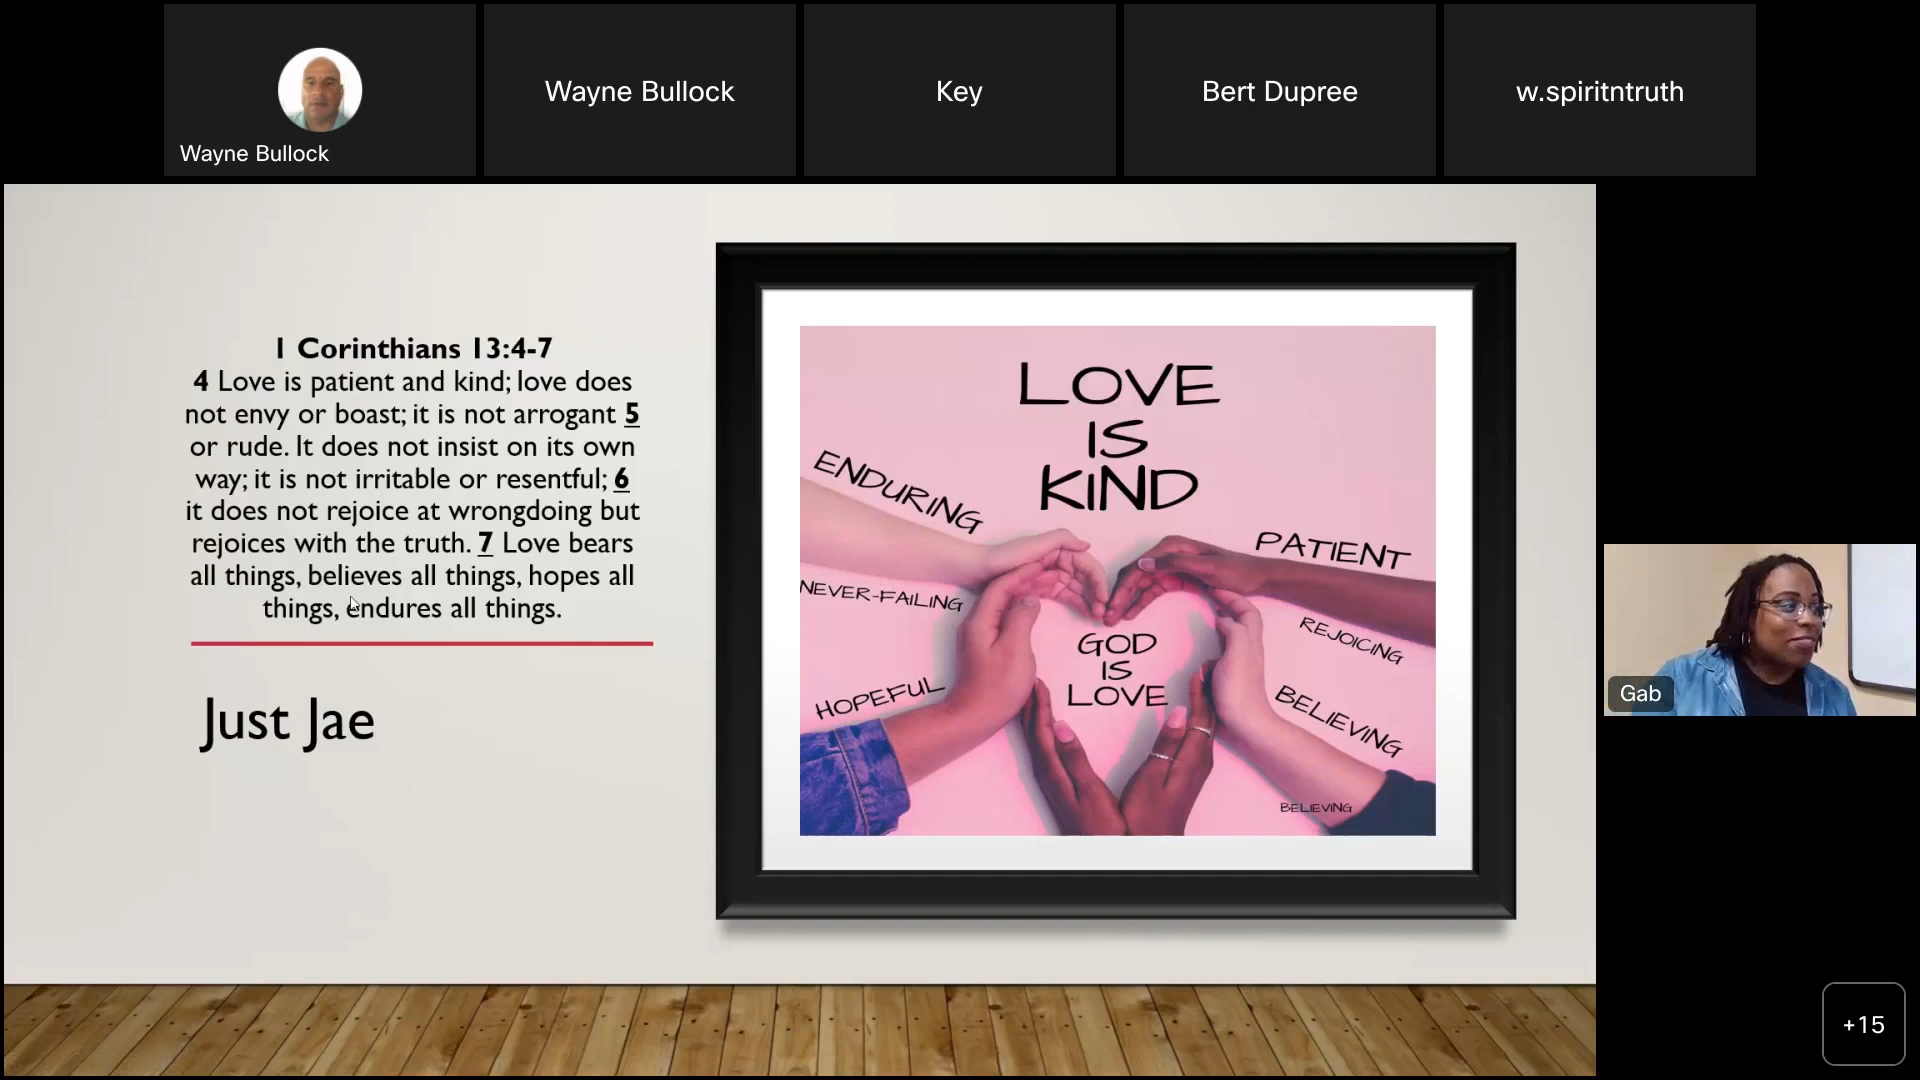 Wayne Bullock
Wayne Bullock
Key
Bert Dupree
w.spiritntruth
1 Corinthians 13:4-7
4 Love is patient and kind; love does
not envy or boast; it is not arrogant 5
or rude. It does not insist on its own
way; it is not irritable or resentful; 6
it does not rejoice at wrongdoing but
rejoices with the truth. 7 Love bears
all things, believes all things, hopes all
things, endures all things.
Just Jae
LOVE
IS
KIND
ENDURING
PATIENT
NEVER-FAILING
REJOICING
GOD
IS
LOVE
HOPEFUL
BELIEVING
BELIEVING
Gab
+15